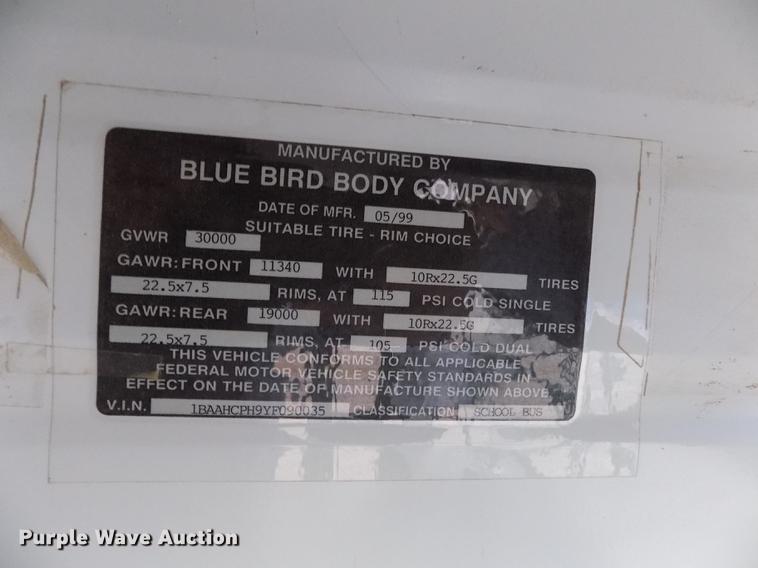 MANUFACTURED BY
BLUE BIRD BODY COMPANY
DATE OF MFR. 05/99
SUITABLE TIRE - RIM CHOICE
GVWR 30000
GAWR: FRONT 11340 WITH 10Rx22.5G TIRES
22.5x7.5 RIMS, AT 115 PSI COLD SINGLE
GAWR: REAR 19000 WITH 10Rx22.5G TIRES
22.5x7.5 RIMS, AT 105 PSI COLD DUAL
THIS VEHICLE CONFORMS TO ALL APPLICABLE
FEDERAL MOTOR VEHICLE SAFETY STANDARDS IN
EFFECT ON THE DATE OF MANUFACTURE SHOWN ABOVE.
V.I.N. 1BAAHCPH9YF090035 CLASSIFICATION SCHOOL BUS
Purple Wave Auction